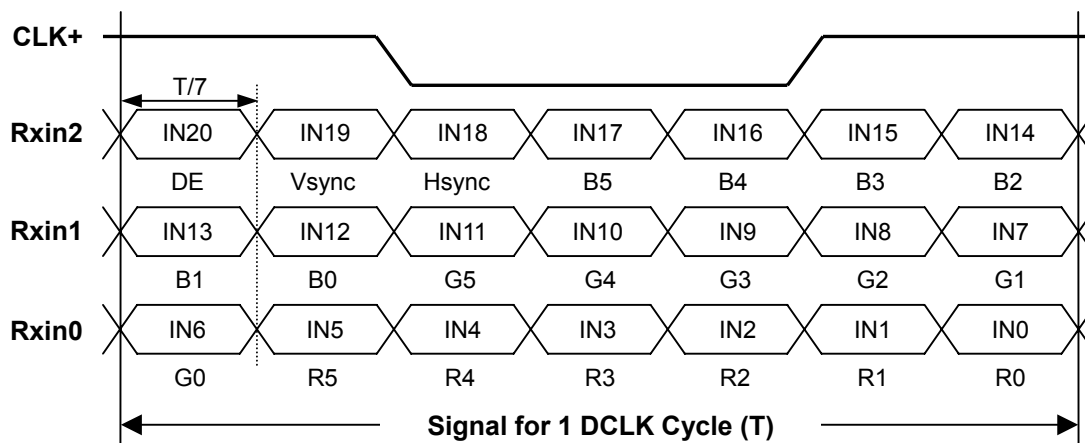 CLK+
T/7
Rxin2 IN20 IN19 IN18 IN17 IN16 IN15 IN14
DE Vsync Hsync B5 B4 B3 B2
Rxin1 IN13 IN12 IN11 IN10 IN9 IN8 IN7
B1 B0 G5 G4 G3 G2 G1
Rxin0 IN6 IN5 IN4 IN3 IN2 IN1 IN0
G0 R5 R4 R3 R2 R1 R0
Signal for 1 DCLK Cycle (T)